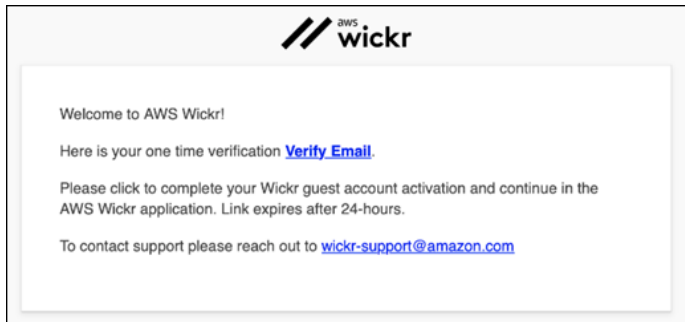 aws
wickr
Welcome to AWS Wickr!
Here is your one time verification Verify Email.
Please click to complete your Wickr guest account activation and continue in the
AWS Wickr application. Link expires after 24-hours.
To contact support please reach out to wickr-support@amazon.com